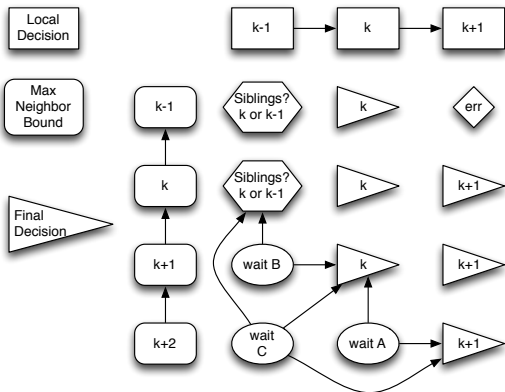 Local
Decision
k-1
k
k+1
Max
Neighbor
Bound
k-1
Siblings?
k or k-1
k
err
k
Siblings?
k or k-1
k
k+1
Final
Decision
k+1
wait B
k
k+1
k+2
wait
C
wait A
k+1